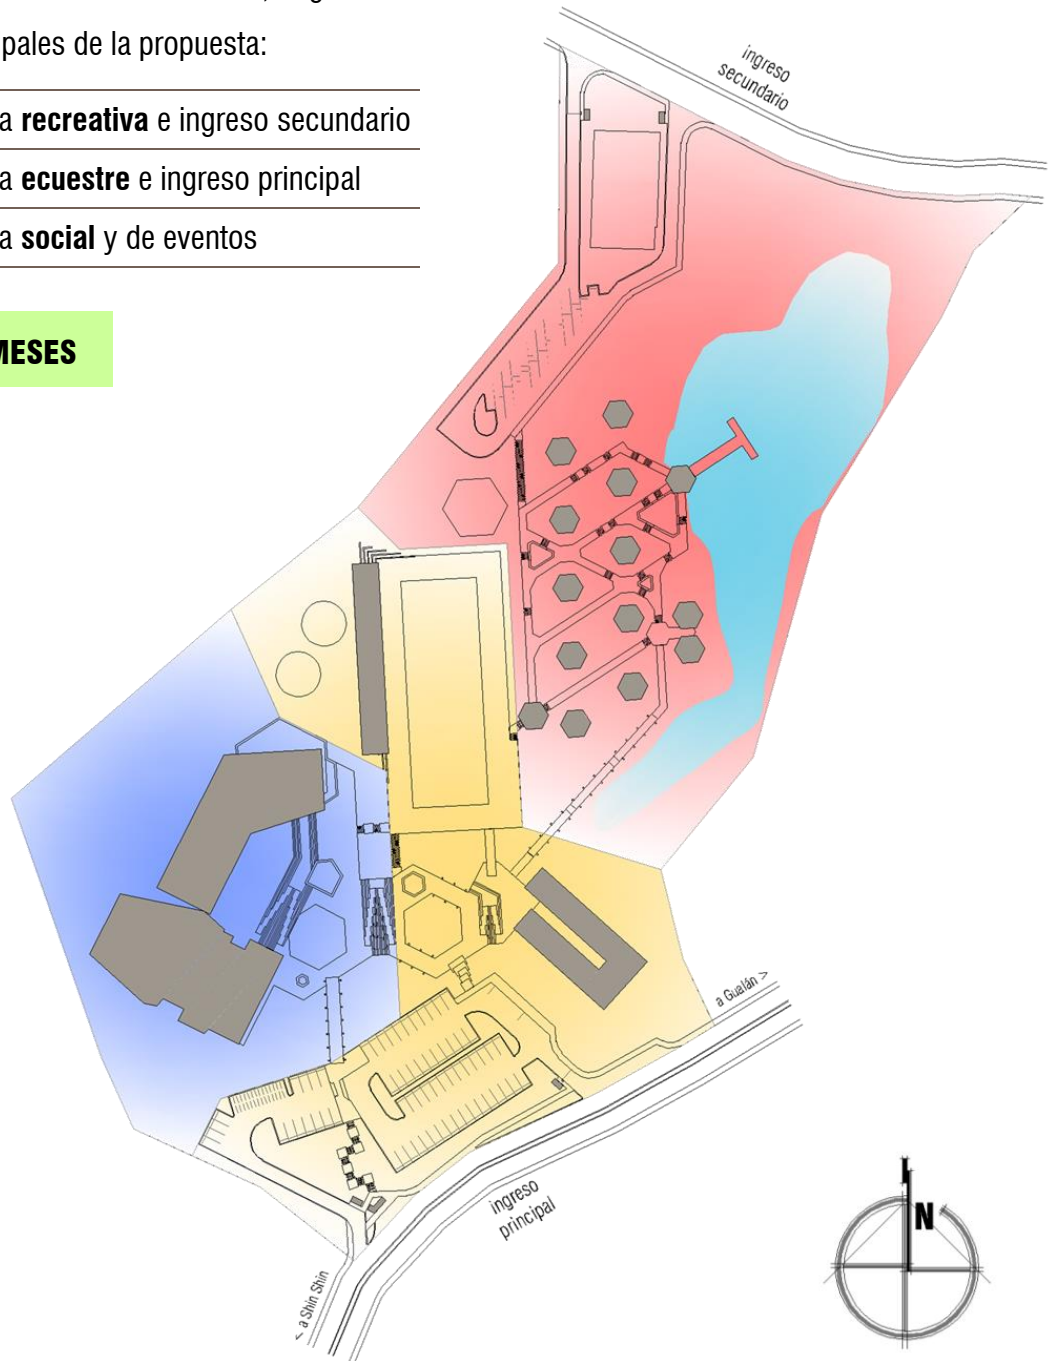 pales de la propuesta:
a recreativa e ingreso secundario
a ecuestre e ingreso principal
a social y de eventos
MESES
ingreso
secundario
a Gualán >
ingreso
principal
< a Shin Shin
N